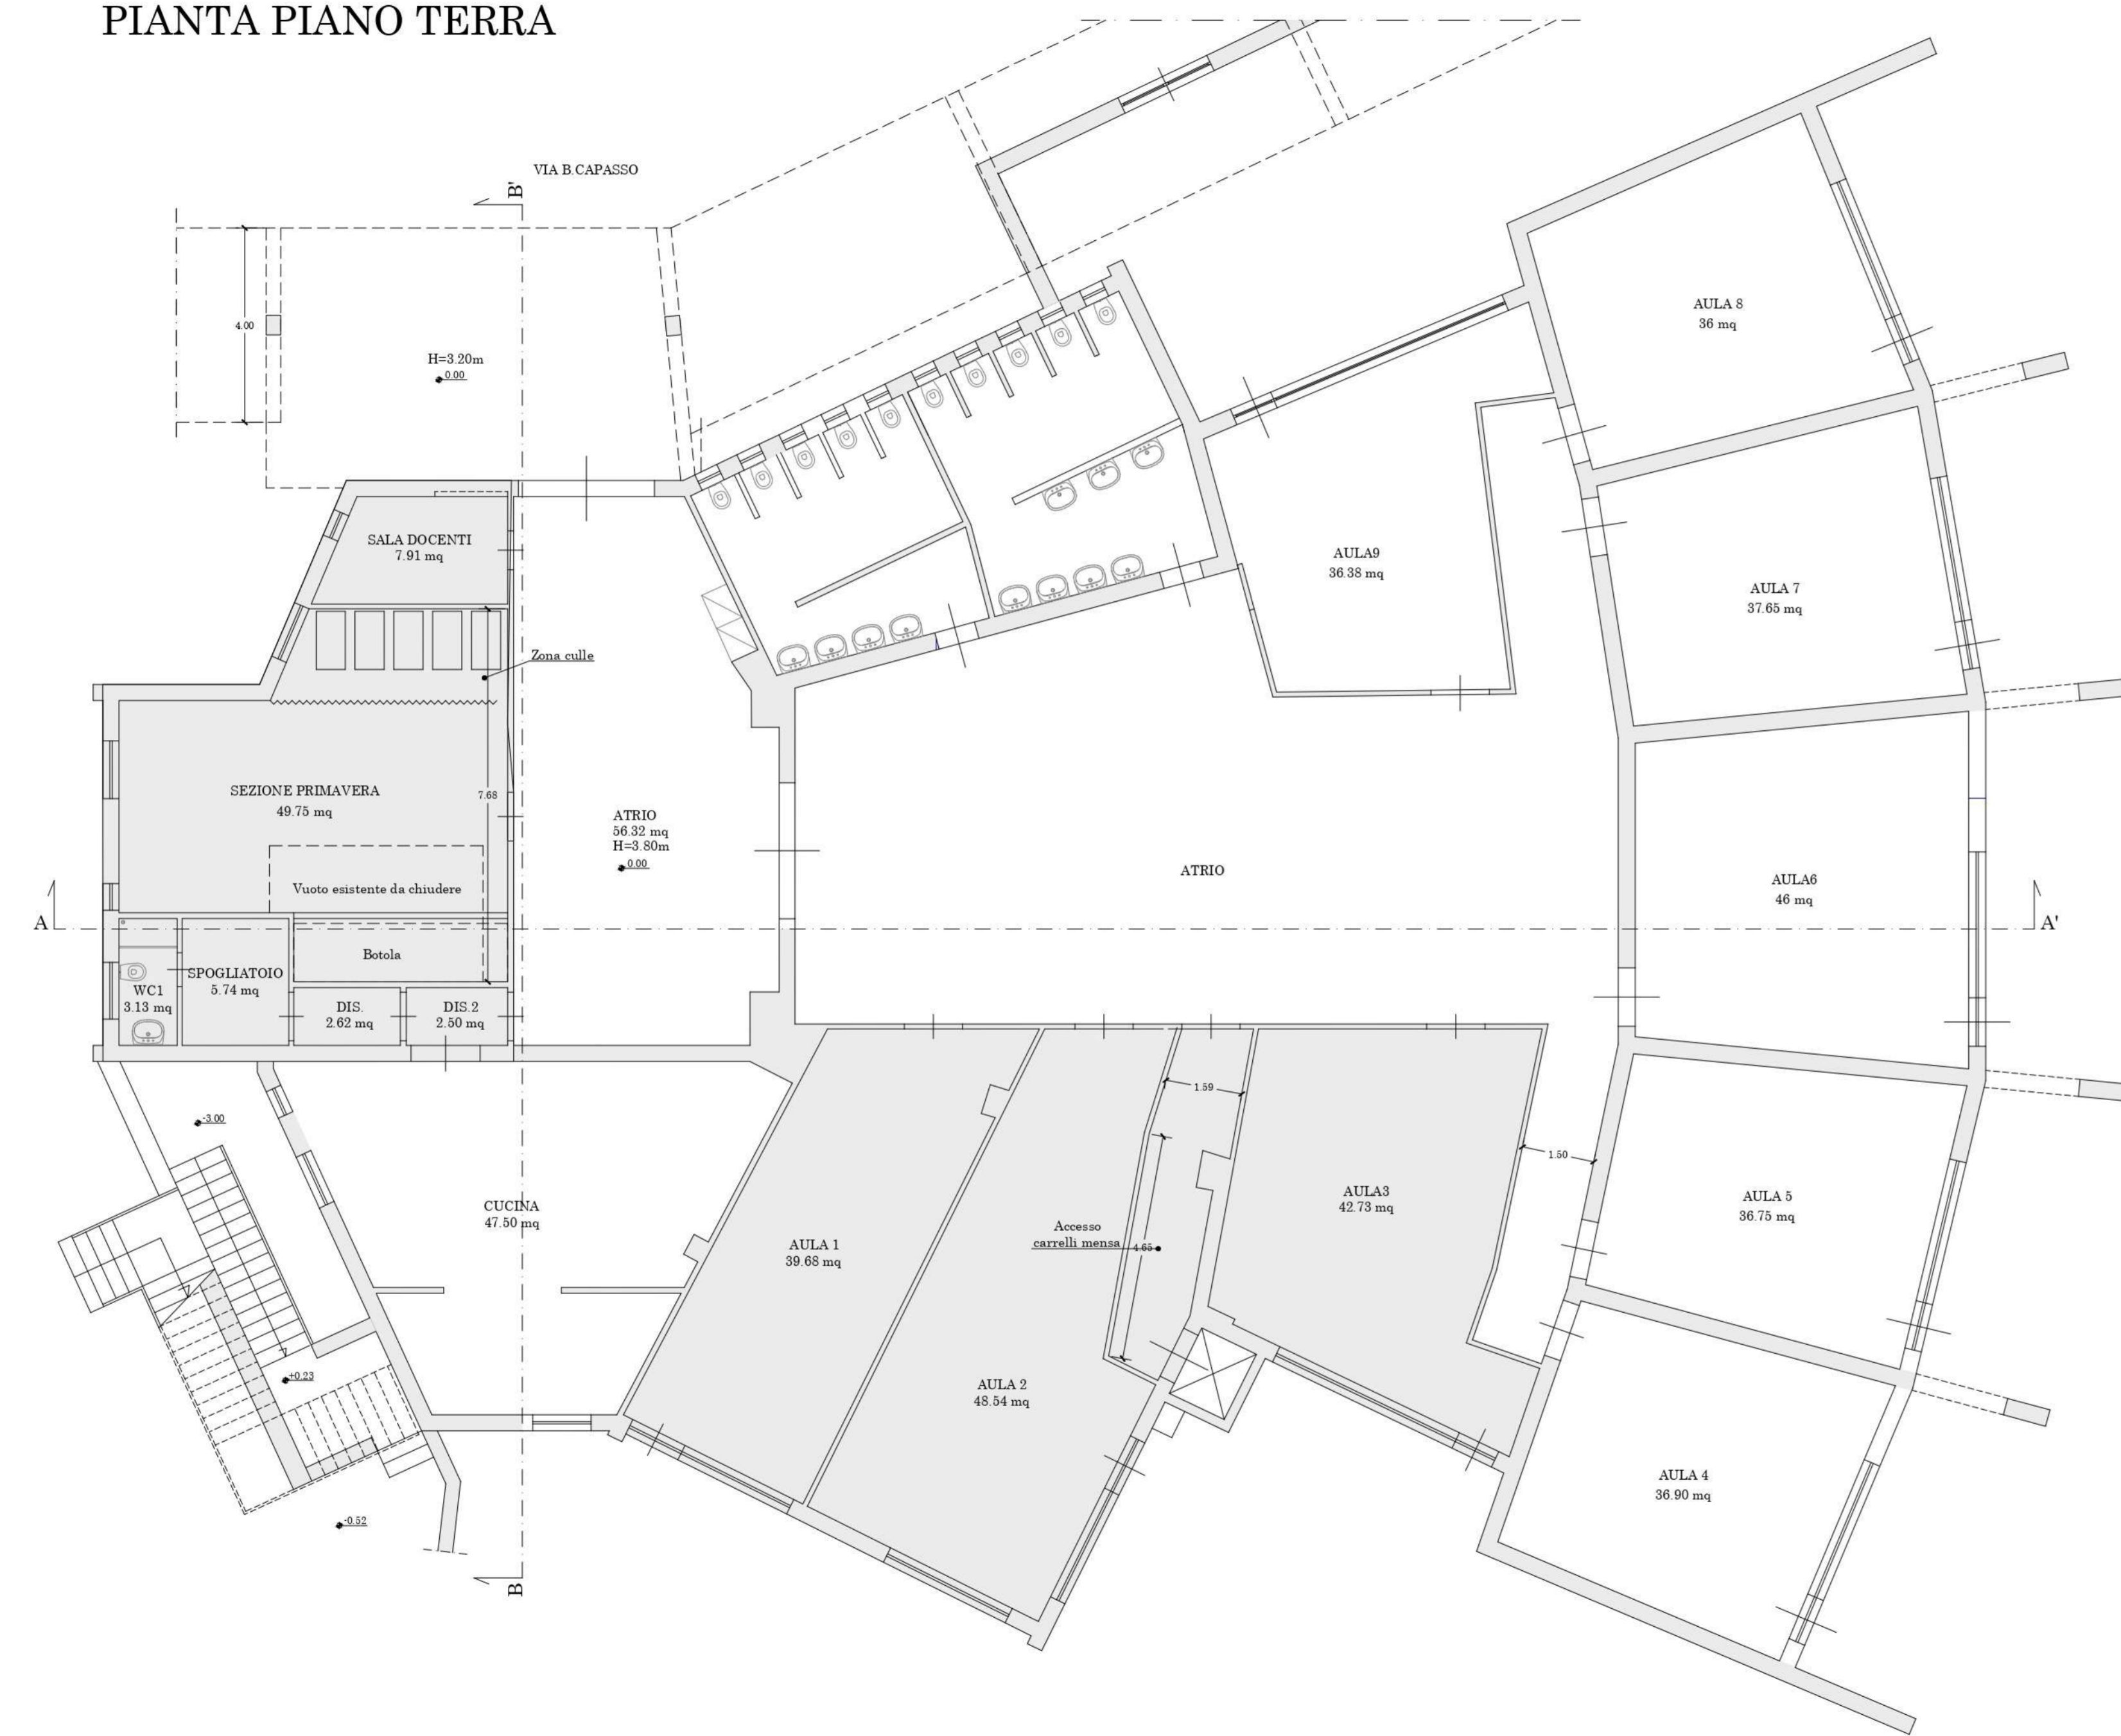 PIANTA PIANO TERRA
VIA B.CAPASSO
B'
4.00
H=3.20m
0.00
AULA 8
36 mq
SALA DOCENTI
7.91 mq
AULA9
36.38 mq
AULA 7
37.65 mq
Zona culle
SEZIONE PRIMAVERA
49.75 mq
7.68
ATRIO
56.32 mq
H=3.80m
0.00
ATRIO
AULA6
46 mq
Vuoto esistente da chiudere
A
A'
Botola
SPOGLIATOIO
5.74 mq
WC1
3.13 mq
DIS.
2.62 mq
DIS.2
2.50 mq
1.59
-3.00
1.50
CUCINA
47.50 mq
AULA3
42.73 mq
AULA 5
36.75 mq
AULA 1
39.68 mq
Accesso
carrelli mensa
4.65
+0.23
AULA 2
48.54 mq
AULA 4
36.90 mq
-0.52
B